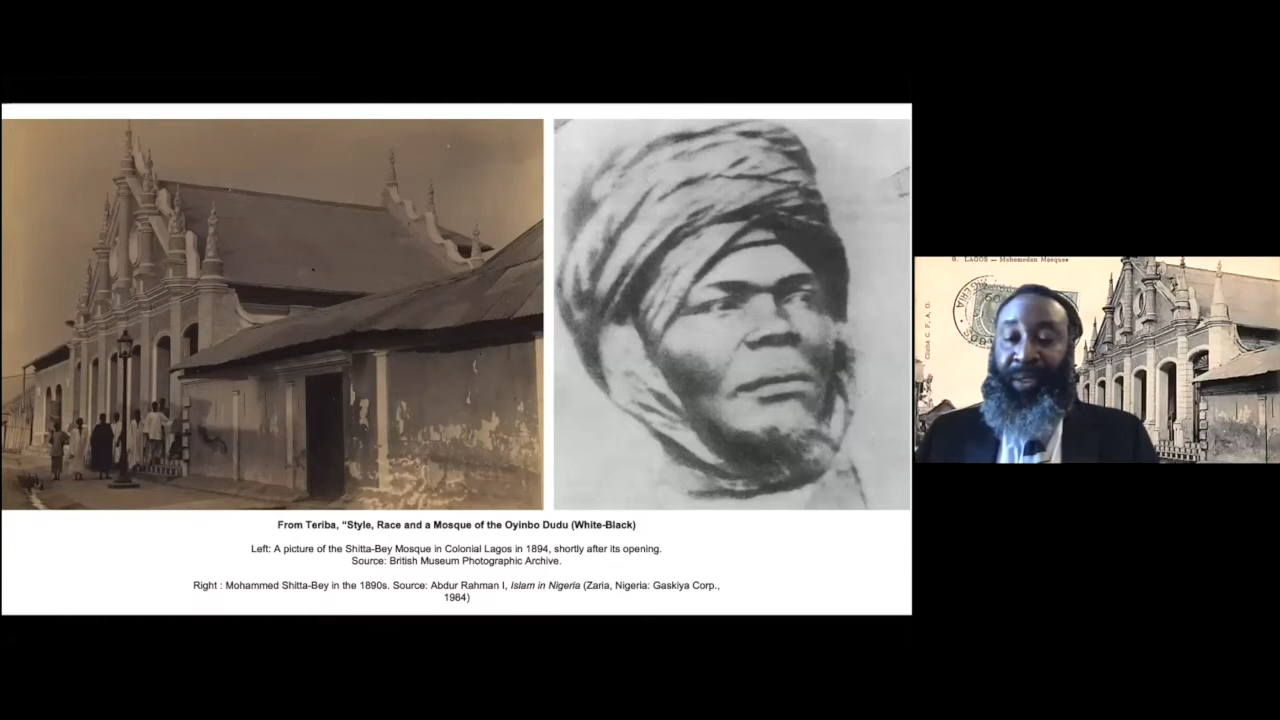 From Teriba, “Style, Race and a Mosque of the Oyinbo Dudu (White-Black)
Left: A picture of the Shitta-Bey Mosque in Colonial Lagos in 1894, shortly after its opening.
Source: British Museum Photographic Archive.
Right : Mohammed Shitta-Bey in the 1890s. Source: Abdur Rahman I, Islam in Nigeria (Zaria, Nigeria: Gaskiya Corp.,
1984)
LAGOS — Mahomedan Mosquee
Cliché C. F. A. O.